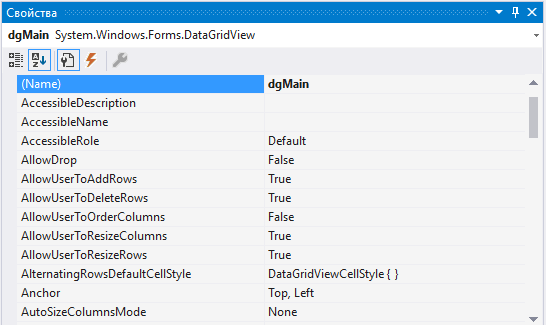 Свойства
dgMain System.Windows.Forms.DataGridView
(Name) dgMain
AccessibleDescription
AccessibleName
AccessibleRole Default
AllowDrop False
AllowUserToAddRows True
AllowUserToDeleteRows True
AllowUserToOrderColumns False
AllowUserToResizeColumns True
AllowUserToResizeRows True
AlternatingRowsDefaultCellStyle DataGridViewCellStyle { }
Anchor Top, Left
AutoSizeColumnsMode None